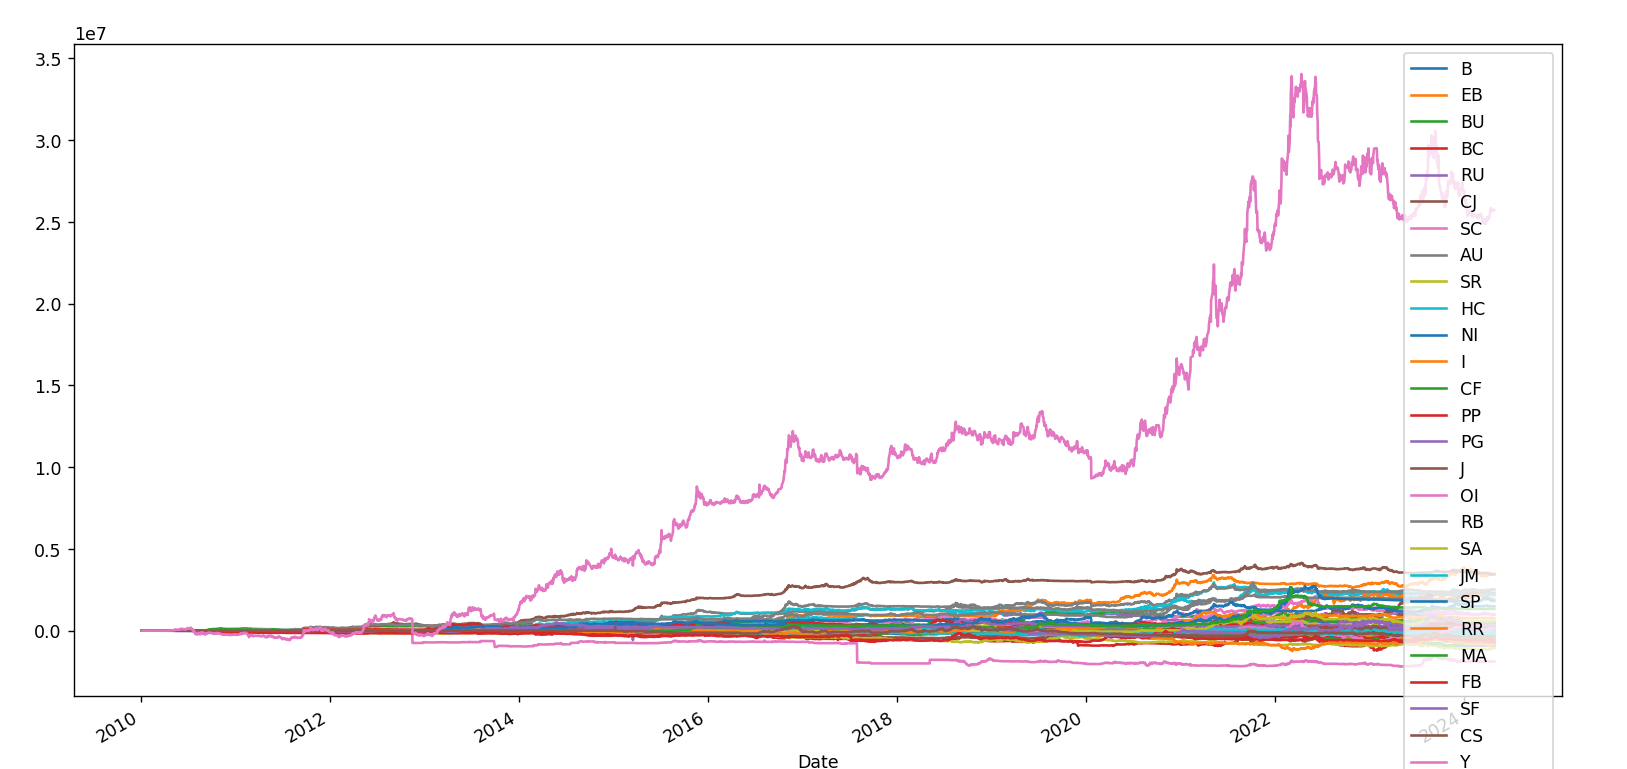 1e7
3.5
3.0
2.5
2.0
1.5
1.0
0.5
0.0
2010
2012
2014
2016
2018
2020
2022
2024
Date
B
EB
BU
BC
RU
CJ
SC
AU
SR
HC
NI
I
CF
PP
PG
J
OI
RB
SA
JM
SP
RR
MA
FB
SF
CS
Y